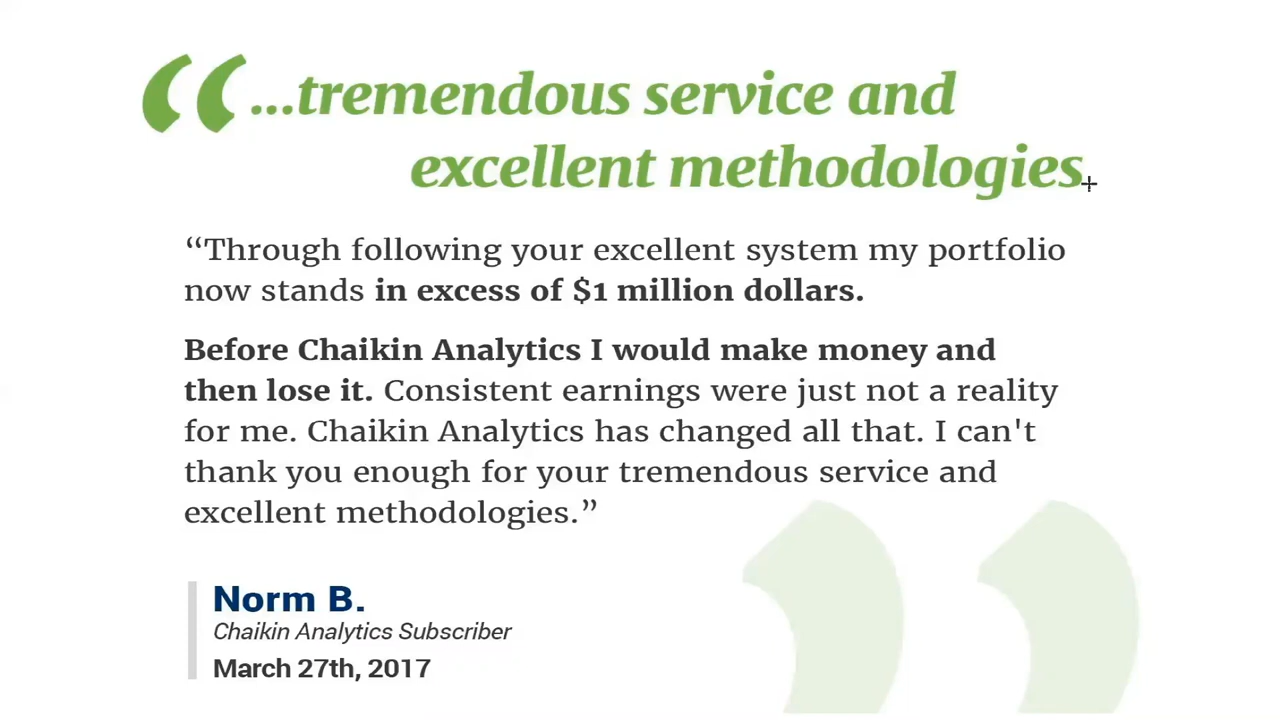 “...tremendous service and
excellent methodologies
“Through following your excellent system my portfolio
now stands in excess of $1 million dollars.
Before Chaikin Analytics I would make money and
then lose it. Consistent earnings were just not a reality
for me. Chaikin Analytics has changed all that. I can't
thank you enough for your tremendous service and
excellent methodologies.”
Norm B.
Chaikin Analytics Subscriber
March 27th, 2017